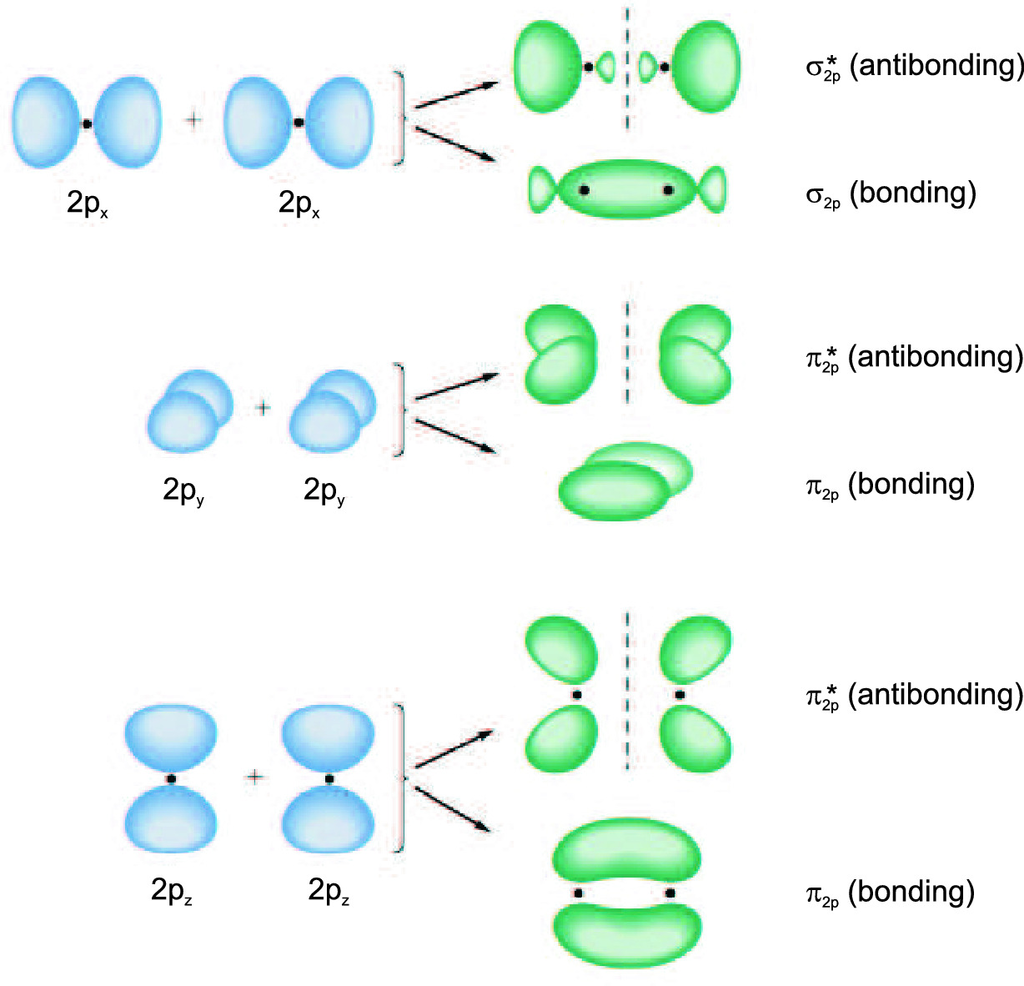 σ*2p (antibonding)
+
2px 2px
σ2p (bonding)
π*2p (antibonding)
+
2py 2py
π2p (bonding)
π*2p (antibonding)
+
2pz 2pz
π2p (bonding)